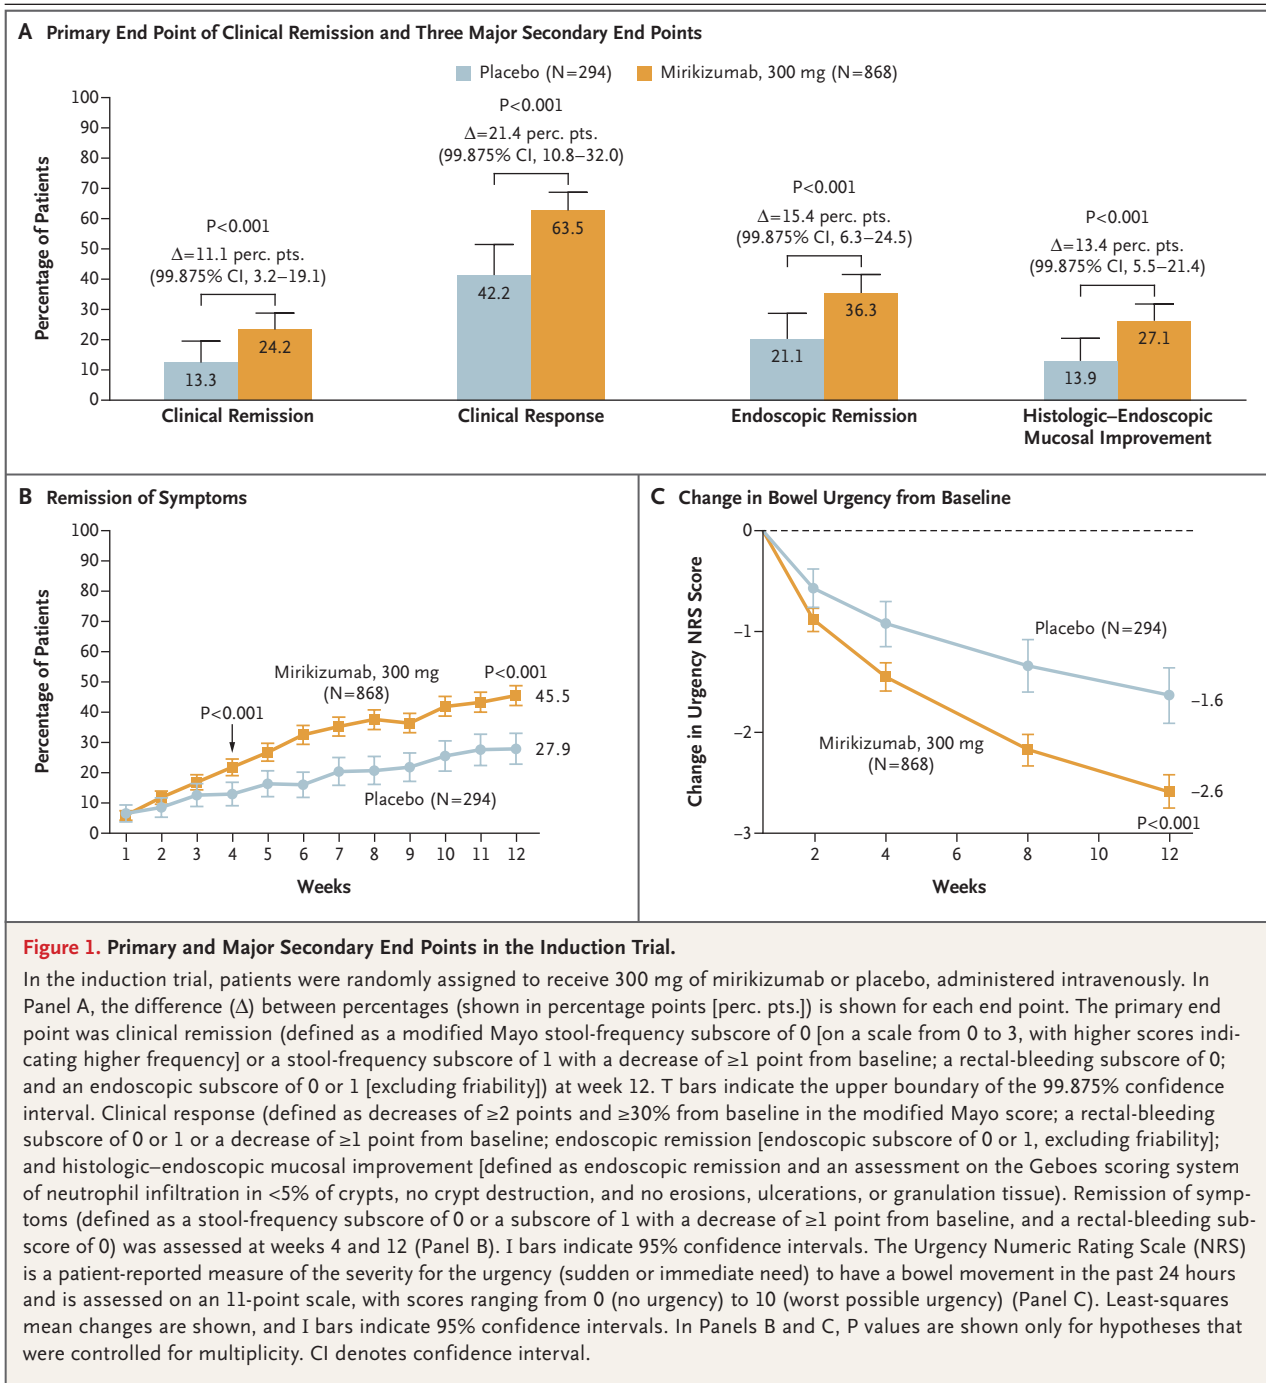 A Primary End Point of Clinical Remission and Three Major Secondary End Points
Placebo (N=294) Mirikizumab, 300 mg (N=868)
Percentage of Patients
100
90
80
70
60
50
40
30
20
10
0
P<0.001
Δ=11.1 perc. pts.
(99.875% CI, 3.2–19.1)
13.3
24.2
Clinical Remission
P<0.001
Δ=21.4 perc. pts.
(99.875% CI, 10.8–32.0)
42.2
63.5
Clinical Response
P<0.001
Δ=15.4 perc. pts.
(99.875% CI, 6.3–24.5)
21.1
36.3
Endoscopic Remission
P<0.001
Δ=13.4 perc. pts.
(99.875% CI, 5.5–21.4)
13.9
27.1
Histologic–Endoscopic
Mucosal Improvement
B Remission of Symptoms
Percentage of Patients
100
90
80
70
60
50
40
30
20
10
0
P<0.001
Mirikizumab, 300 mg
(N=868)
P<0.001
45.5
27.9
Placebo (N=294)
1 2 3 4 5 6 7 8 9 10 11 12
Weeks
C Change in Bowel Urgency from Baseline
Change in Urgency NRS Score
0
–1
–2
–3
Placebo (N=294)
–1.6
Mirikizumab, 300 mg
(N=868)
–2.6
P<0.001
2 4 6 8 10 12
Weeks
Figure 1. Primary and Major Secondary End Points in the Induction Trial.
In the induction trial, patients were randomly assigned to receive 300 mg of mirikizumab or placebo, administered intravenously. In
Panel A, the difference (Δ) between percentages (shown in percentage points [perc. pts.]) is shown for each end point. The primary end
point was clinical remission (defined as a modified Mayo stool-frequency subscore of 0 [on a scale from 0 to 3, with higher scores indi-
cating higher frequency] or a stool-frequency subscore of 1 with a decrease of ≥1 point from baseline; a rectal-bleeding subscore of 0;
and an endoscopic subscore of 0 or 1 [excluding friability]) at week 12. T bars indicate the upper boundary of the 99.875% confidence
interval. Clinical response (defined as decreases of ≥2 points and ≥30% from baseline in the modified Mayo score; a rectal-bleeding
subscore of 0 or 1 or a decrease of ≥1 point from baseline; endoscopic remission [endoscopic subscore of 0 or 1, excluding friability];
and histologic–endoscopic mucosal improvement [defined as endoscopic remission and an assessment on the Geboes scoring system
of neutrophil infiltration in <5% of crypts, no crypt destruction, and no erosions, ulcerations, or granulation tissue). Remission of symp-
toms (defined as a stool-frequency subscore of 0 or a subscore of 1 with a decrease of ≥1 point from baseline, and a rectal-bleeding sub-
score of 0) was assessed at weeks 4 and 12 (Panel B). I bars indicate 95% confidence intervals. The Urgency Numeric Rating Scale (NRS)
is a patient-reported measure of the severity for the urgency (sudden or immediate need) to have a bowel movement in the past 24 hours
and is assessed on an 11-point scale, with scores ranging from 0 (no urgency) to 10 (worst possible urgency) (Panel C). Least-squares
mean changes are shown, and I bars indicate 95% confidence intervals. In Panels B and C, P values are shown only for hypotheses that
were controlled for multiplicity. CI denotes confidence interval.